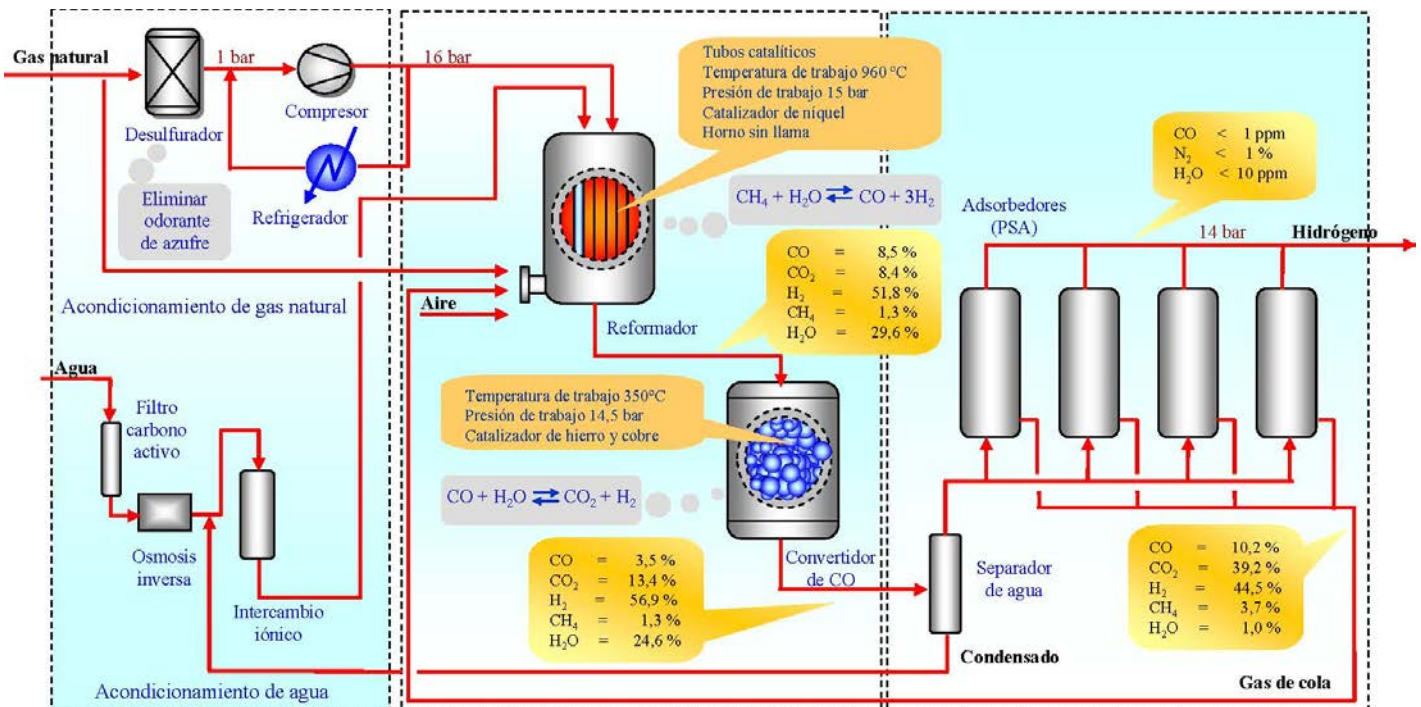 Gas natural
1 bar
16 bar
Desulfurador
Compresor
Eliminar
odorante
de azufre
Refrigerador
Acondicionamiento de gas natural
Agua
Filtro
carbono
activo
Osmosis
inversa
Intercambio
iónico
Acondicionamiento de agua
Tubos catalíticos
Temperatura de trabajo 960 °C
Presión de trabajo 15 bar
Catalizador de níquel
Horno sin llama
CH₄ + H₂O ⇄ CO + 3H₂
Aire
Reformador
CO = 8,5 %
CO₂ = 8,4 %
H₂ = 51,8 %
CH₄ = 1,3 %
H₂O = 29,6 %
Temperatura de trabajo 350°C
Presión de trabajo 14,5 bar
Catalizador de hierro y cobre
CO + H₂O ⇄ CO₂ + H₂
Convertidor
de CO
CO = 3,5 %
CO₂ = 13,4 %
H₂ = 56,9 %
CH₄ = 1,3 %
H₂O = 24,6 %
CO < 1 ppm
N₂ < 1 %
H₂O < 10 ppm
Adsorbedores
(PSA)
14 bar
Hidrógeno
Separador
de agua
CO = 10,2 %
CO₂ = 39,2 %
H₂ = 44,5 %
CH₄ = 3,7 %
H₂O = 1,0 %
Condensado
Gas de cola